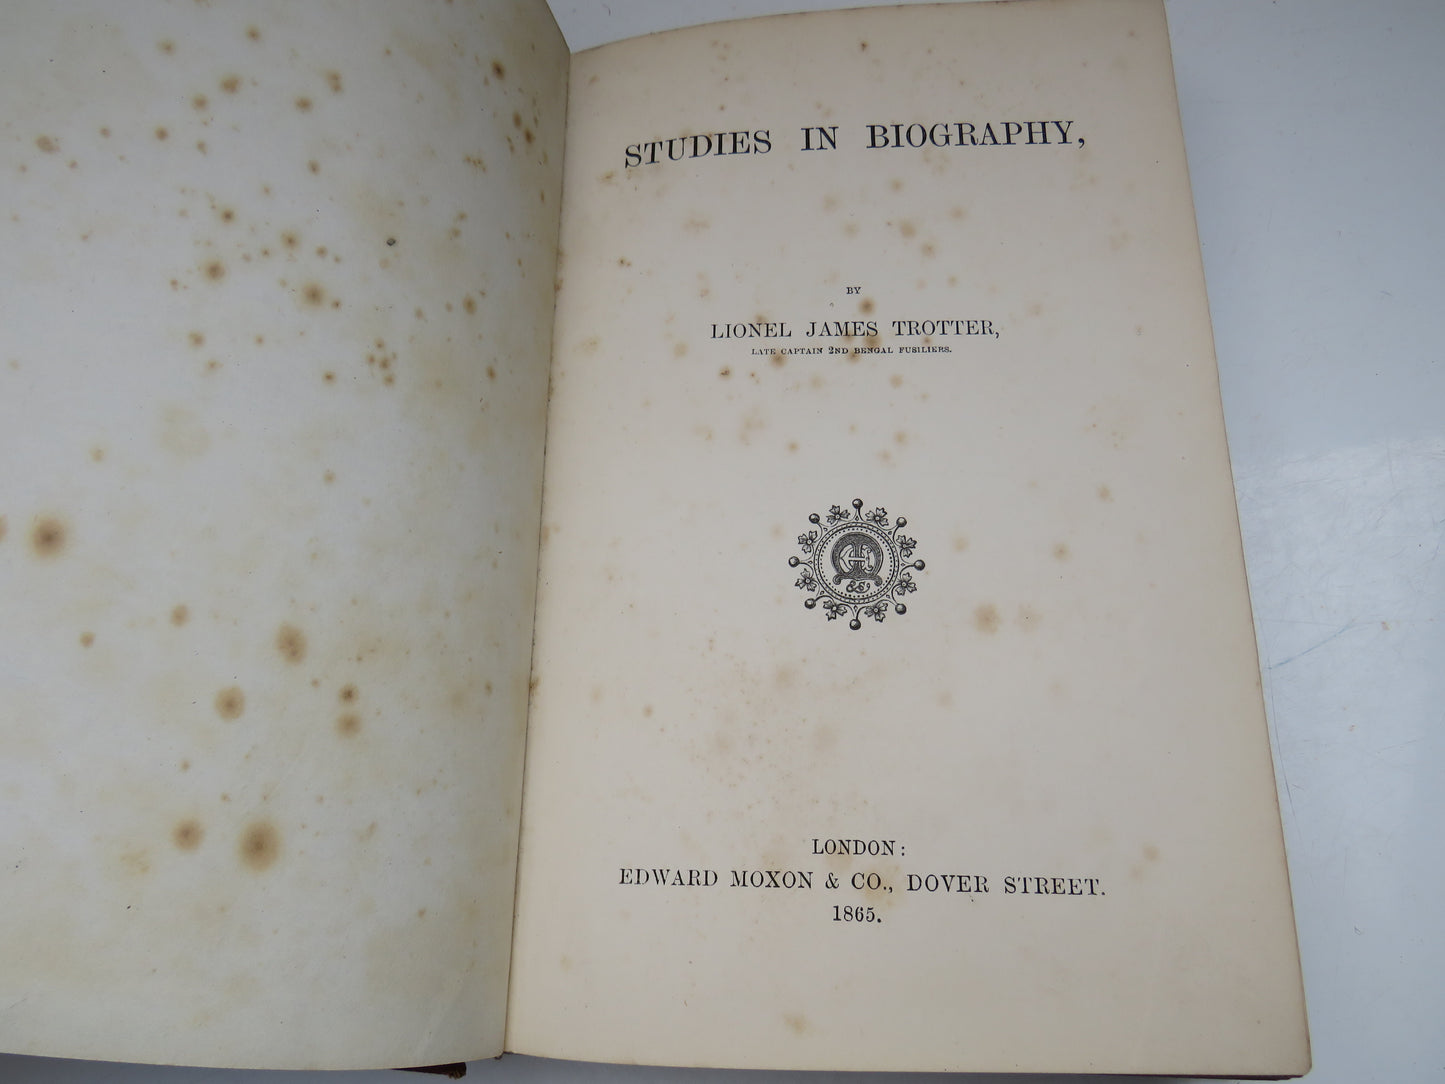 STUDIES IN BIOGRAPHY,
BY
LIONEL JAMES TROTTER,
LATE CAPTAIN 2ND BENGAL FUSILIERS.
LONDON:
EDWARD MOXON & CO., DOVER STREET.
1865.